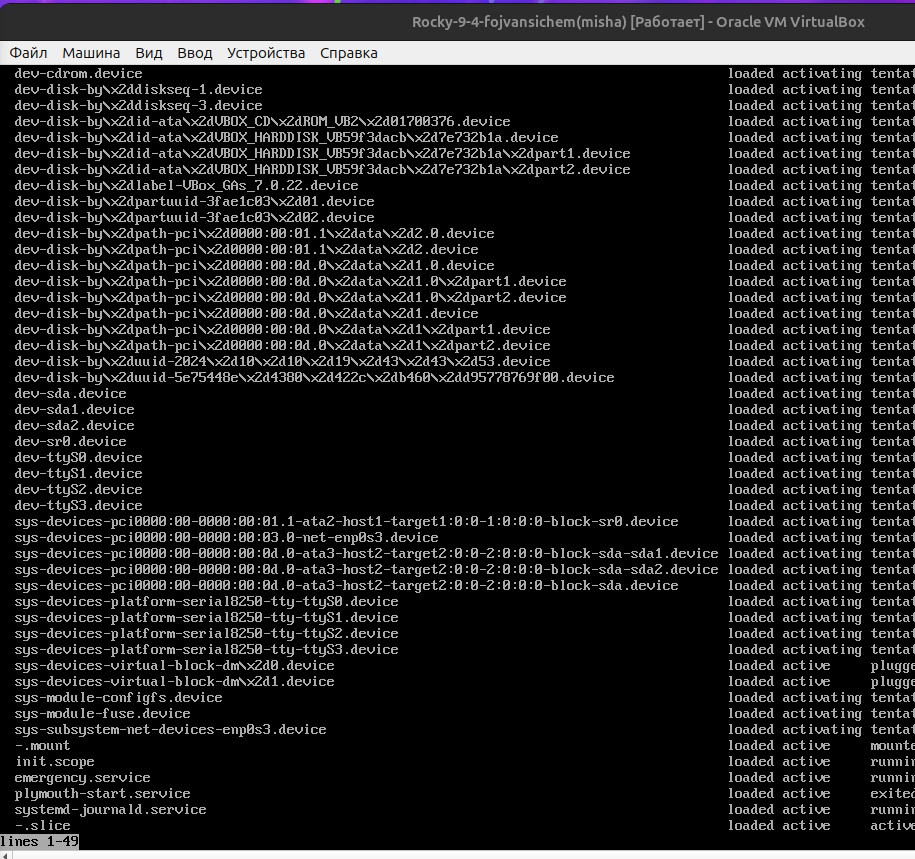 Rocky-9-4-fojvansichem(misha) [Работает] - Oracle VM VirtualBox
Файл Машина Вид Ввод Устройства Справка
dev-cdrom.device loaded activating tentat
dev-disk-by\x2ddiskseq-1.device loaded activating tentat
dev-disk-by\x2ddiskseq-3.device loaded activating tentat
dev-disk-by\x2did-ata\x2dVBOX_CD\x2dROM_VB2\x2d01700376.device loaded activating tentat
dev-disk-by\x2did-ata\x2dVBOX_HARDDISK_VB59f3dacb\x2d7e732b1a.device loaded activating tentat
dev-disk-by\x2did-ata\x2dVBOX_HARDDISK_VB59f3dacb\x2d7e732b1a\x2dpart1.device loaded activating tentat
dev-disk-by\x2did-ata\x2dVBOX_HARDDISK_VB59f3dacb\x2d7e732b1a\x2dpart2.device loaded activating tentat
dev-disk-by\x2dlabel-VBox_GAs_7.0.22.device loaded activating tentat
dev-disk-by\x2dpartuuid-3fae1c03\x2d01.device loaded activating tentat
dev-disk-by\x2dpartuuid-3fae1c03\x2d02.device loaded activating tentat
dev-disk-by\x2dpath-pci\x2d0000:00:01.1\x2data\x2d2.0.device loaded activating tentat
dev-disk-by\x2dpath-pci\x2d0000:00:01.1\x2data\x2d2.device loaded activating tentat
dev-disk-by\x2dpath-pci\x2d0000:00:0d.0\x2data\x2d1.0.device loaded activating tentat
dev-disk-by\x2dpath-pci\x2d0000:00:0d.0\x2data\x2d1.0\x2dpart1.device loaded activating tentat
dev-disk-by\x2dpath-pci\x2d0000:00:0d.0\x2data\x2d1.0\x2dpart2.device loaded activating tentat
dev-disk-by\x2dpath-pci\x2d0000:00:0d.0\x2data\x2d1.device loaded activating tentat
dev-disk-by\x2dpath-pci\x2d0000:00:0d.0\x2data\x2d1\x2dpart1.device loaded activating tentat
dev-disk-by\x2dpath-pci\x2d0000:00:0d.0\x2data\x2d1\x2dpart2.device loaded activating tentat
dev-disk-by\x2duuid-2024\x2d10\x2d10\x2d19\x2d43\x2d43\x2d53.device loaded activating tentat
dev-disk-by\x2duuid-5e75448e\x2d4380\x2d422c\x2db460\x2dd95778769f00.device loaded activating tentat
dev-sda.device loaded activating tentat
dev-sda1.device loaded activating tentat
dev-sda2.device loaded activating tentat
dev-sr0.device loaded activating tentat
dev-ttyS0.device loaded activating tentat
dev-ttyS1.device loaded activating tentat
dev-ttyS2.device loaded activating tentat
dev-ttyS3.device loaded activating tentat
sys-devices-pci0000:00-0000:00:01.1-ata2-host1-target1:0:0-1:0:0:0-block-sr0.device loaded activating tentat
sys-devices-pci0000:00-0000:00:03.0-net-enp0s3.device loaded activating tentat
sys-devices-pci0000:00-0000:00:0d.0-ata3-host2-target2:0:0-2:0:0:0-block-sda-sda1.device loaded activating tentat
sys-devices-pci0000:00-0000:00:0d.0-ata3-host2-target2:0:0-2:0:0:0-block-sda-sda2.device loaded activating tentat
sys-devices-pci0000:00-0000:00:0d.0-ata3-host2-target2:0:0-2:0:0:0-block-sda.device loaded activating tentat
sys-devices-platform-serial8250-tty-ttyS0.device loaded activating tentat
sys-devices-platform-serial8250-tty-ttyS1.device loaded activating tentat
sys-devices-platform-serial8250-tty-ttyS2.device loaded activating tentat
sys-devices-platform-serial8250-tty-ttyS3.device loaded activating tentat
sys-devices-virtual-block-dm\x2d0.device loaded active plugge
sys-devices-virtual-block-dm\x2d1.device loaded active plugge
sys-module-configfs.device loaded activating tentat
sys-module-fuse.device loaded activating tentat
sys-subsystem-net-devices-enp0s3.device loaded activating tentat
-.mount loaded active mounte
init.scope loaded active runnin
emergency.service loaded active runnin
plymouth-start.service loaded active exited
systemd-journald.service loaded active runnin
-.slice loaded active active
lines 1-49